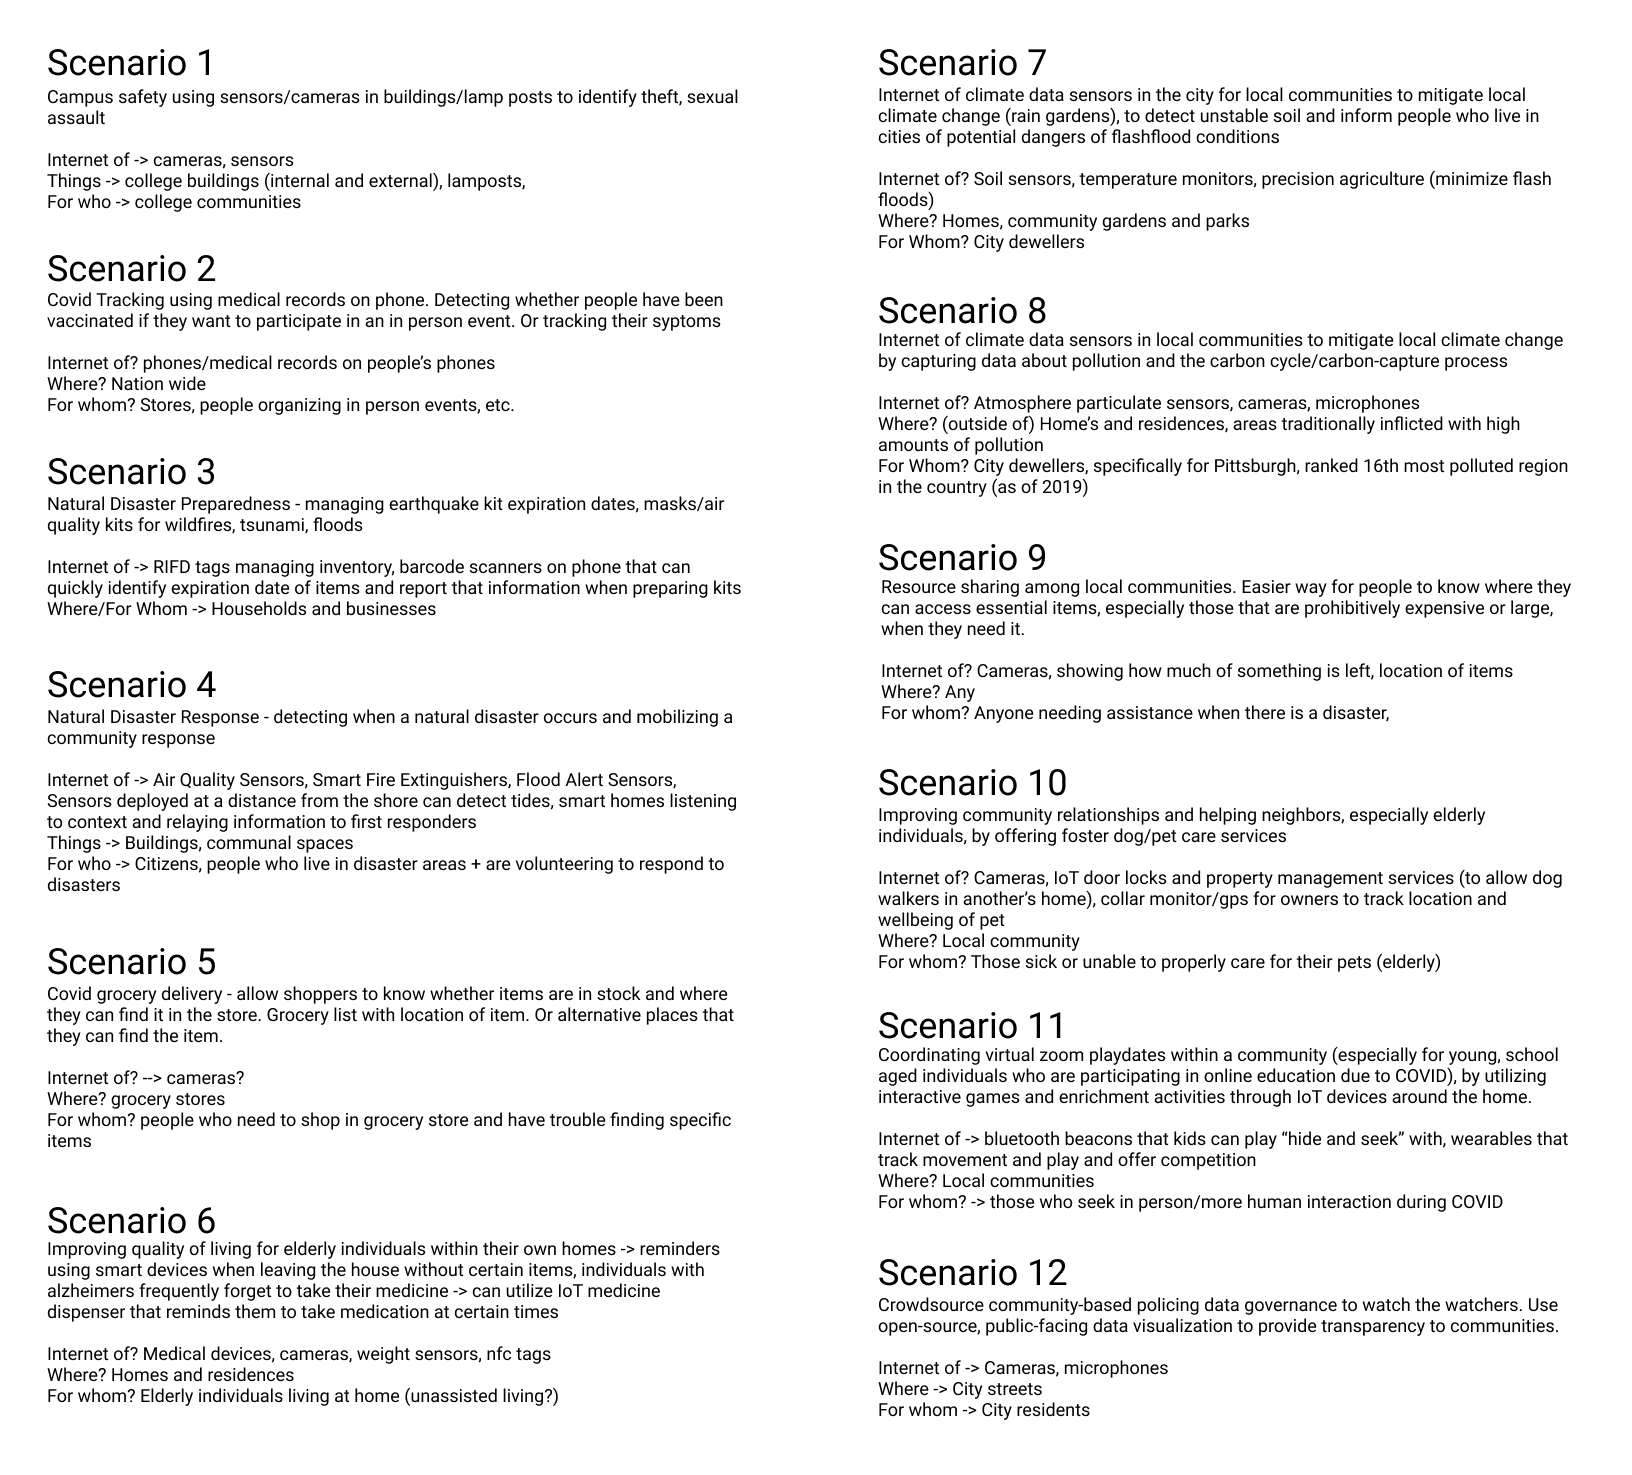 Scenario 1
Campus safety using sensors/cameras in buildings/lamp posts to identify theft, sexual
assault
Internet of -> cameras, sensors
Things -> college buildings (internal and external), lamposts,
For who -> college communities
Scenario 2
Covid Tracking using medical records on phone. Detecting whether people have been
vaccinated if they want to participate in an in person event. Or tracking their syptoms
Internet of? phones/medical records on people’s phones
Where? Nation wide
For whom? Stores, people organizing in person events, etc.
Scenario 3
Natural Disaster Preparedness - managing earthquake kit expiration dates, masks/air
quality kits for wildfires, tsunami, floods
Internet of -> RIFD tags managing inventory, barcode scanners on phone that can
quickly identify expiration date of items and report that information when preparing kits
Where/For Whom -> Households and businesses
Scenario 4
Natural Disaster Response - detecting when a natural disaster occurs and mobilizing a
community response
Internet of -> Air Quality Sensors, Smart Fire Extinguishers, Flood Alert Sensors,
Sensors deployed at a distance from the shore can detect tides, smart homes listening
to context and relaying information to first responders
Things -> Buildings, communal spaces
For who -> Citizens, people who live in disaster areas + are volunteering to respond to
disasters
Scenario 5
Covid grocery delivery - allow shoppers to know whether items are in stock and where
they can find it in the store. Grocery list with location of item. Or alternative places that
they can find the item.
Internet of? --> cameras?
Where? grocery stores
For whom? people who need to shop in grocery store and have trouble finding specific
items
Scenario 6
Improving quality of living for elderly individuals within their own homes -> reminders
using smart devices when leaving the house without certain items, individuals with
alzheimers frequently forget to take their medicine -> can utilize IoT medicine
dispenser that reminds them to take medication at certain times
Internet of? Medical devices, cameras, weight sensors, nfc tags
Where? Homes and residences
For whom? Elderly individuals living at home (unassisted living?)
Scenario 7
Internet of climate data sensors in the city for local communities to mitigate local
climate change (rain gardens), to detect unstable soil and inform people who live in
cities of potential dangers of flashflood conditions
Internet of? Soil sensors, temperature monitors, precision agriculture (minimize flash
floods)
Where? Homes, community gardens and parks
For Whom? City dewellers
Scenario 8
Internet of climate data sensors in local communities to mitigate local climate change
by capturing data about pollution and the carbon cycle/carbon-capture process
Internet of? Atmosphere particulate sensors, cameras, microphones
Where? (outside of) Home’s and residences, areas traditionally inflicted with high
amounts of pollution
For Whom? City dewellers, specifically for Pittsburgh, ranked 16th most polluted region
in the country (as of 2019)
Scenario 9
Resource sharing among local communities. Easier way for people to know where they
can access essential items, especially those that are prohibitively expensive or large,
when they need it.
Internet of? Cameras, showing how much of something is left, location of items
Where? Any
For whom? Anyone needing assistance when there is a disaster,
Scenario 10
Improving community relationships and helping neighbors, especially elderly
individuals, by offering foster dog/pet care services
Internet of? Cameras, IoT door locks and property management services (to allow dog
walkers in another’s home), collar monitor/gps for owners to track location and
wellbeing of pet
Where? Local community
For whom? Those sick or unable to properly care for their pets (elderly)
Scenario 11
Coordinating virtual zoom playdates within a community (especially for young, school
aged individuals who are participating in online education due to COVID), by utilizing
interactive games and enrichment activities through IoT devices around the home.
Internet of -> bluetooth beacons that kids can play “hide and seek” with, wearables that
track movement and play and offer competition
Where? Local communities
For whom? -> those who seek in person/more human interaction during COVID
Scenario 12
Crowdsource community-based policing data governance to watch the watchers. Use
open-source, public-facing data visualization to provide transparency to communities.
Internet of -> Cameras, microphones
Where -> City streets
For whom -> City residents